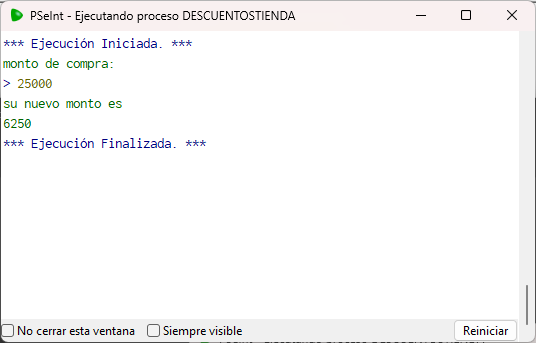 PSeInt - Ejecutando proceso DESCUENTOSTIENDA
*** Ejecución Iniciada. ***
monto de compra:
> 25000
su nuevo monto es
6250
*** Ejecución Finalizada. ***
No cerrar esta ventana Siempre visible Reiniciar